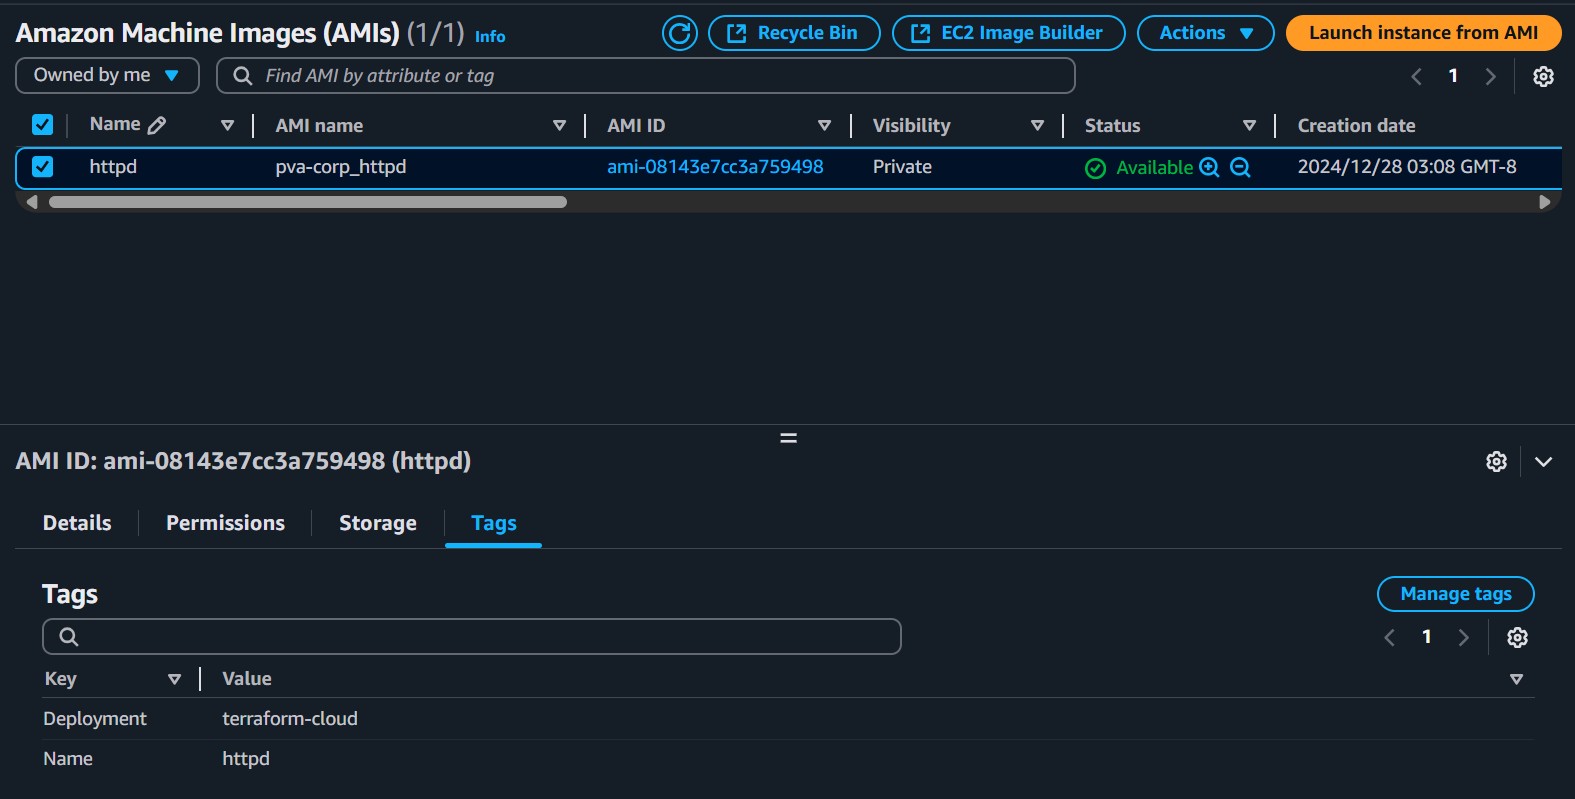 Amazon Machine Images (AMIs) (1/1) Info Recycle Bin EC2 Image Builder Actions Launch instance from AMI
Owned by me Find AMI by attribute or tag 1
Name AMI name AMI ID Visibility Status Creation date
httpd pva-corp_httpd ami-08143e7cc3a759498 Private Available 2024/12/28 03:08 GMT-8
AMI ID: ami-08143e7cc3a759498 (httpd)
Details Permissions Storage Tags
Tags Manage tags
1
Key Value
Deployment terraform-cloud
Name httpd